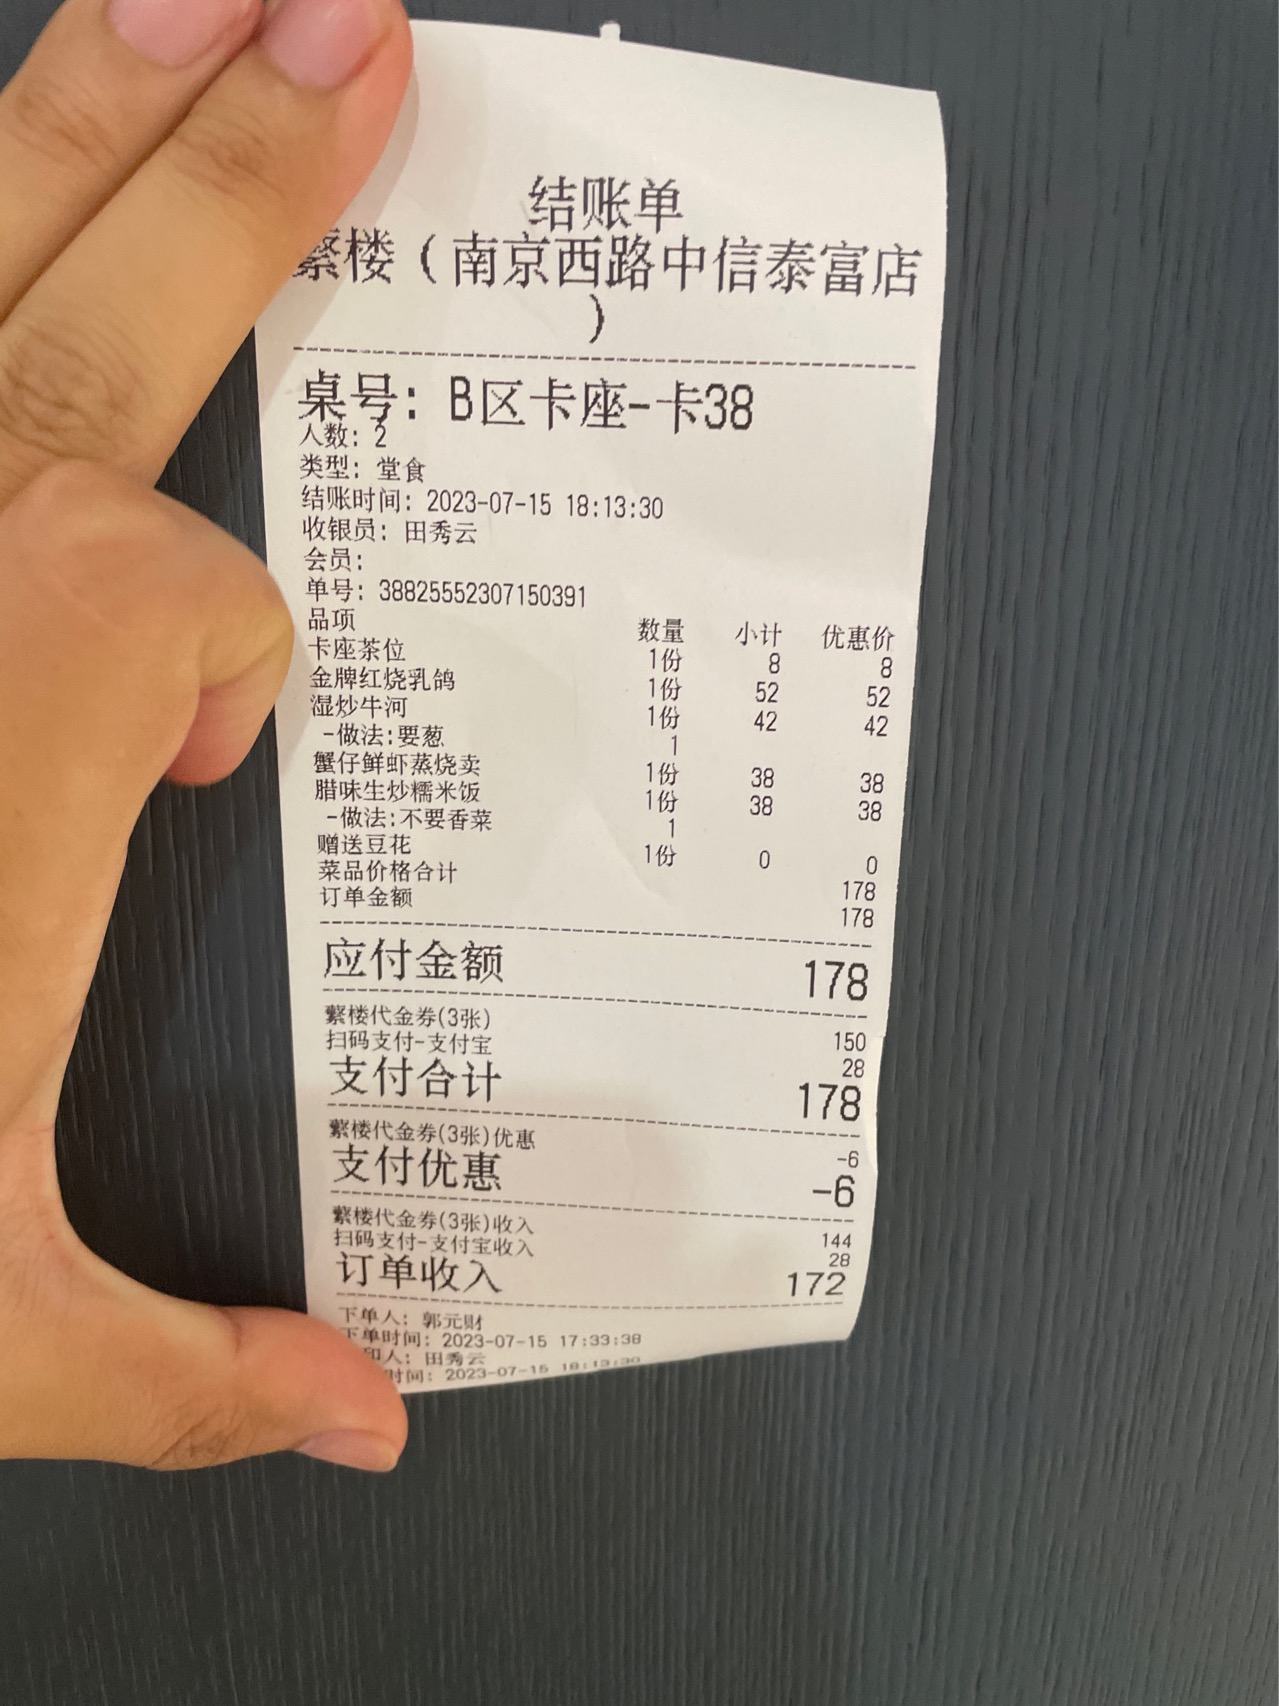 结账单
繁楼（南京西路中信泰富店
）
桌号: B区卡座-卡38
人数: 2
类型: 堂食
结账时间: 2023-07-15 18:13:30
收银员: 田秀云
会员:
单号: 38825552307150391
品项 数量 小计 优惠价
卡座茶位 1份 8 8
金牌红烧乳鸽 1份 52 52
湿炒牛河 1份 42 42
-做法:要葱 1
蟹仔鲜虾蒸烧卖 1份 38 38
腊味生炒糯米饭 1份 38 38
-做法:不要香菜 1
赠送豆花 1份 0 0
菜品价格合计 178
订单金额 178
应付金额 178
繁楼代金券(3张) 150
扫码支付-支付宝 28
支付合计 178
繁楼代金券(3张)优惠 -6
支付优惠 -6
繁楼代金券(3张)收入 144
扫码支付-支付宝收入 28
订单收入 172
下单人: 郭元财
下单时间: 2023-07-15 17:33:38
印人: 田秀云
时间: 2023-07-15 18:13:30